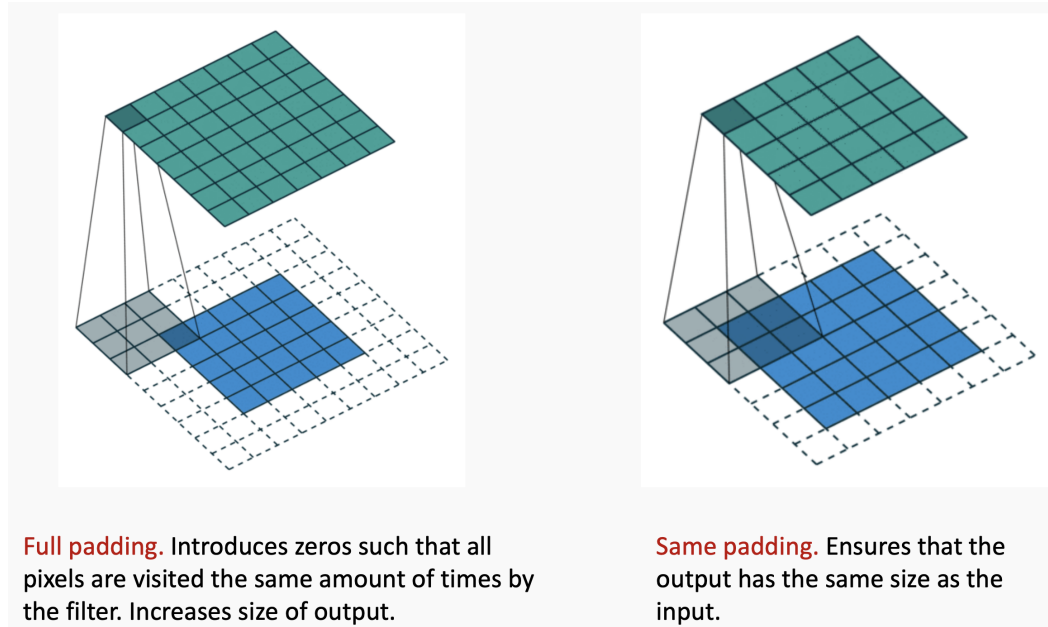 Full padding. Introduces zeros such that all
pixels are visited the same amount of times by
the filter. Increases size of output.
Same padding. Ensures that the
output has the same size as the
input.